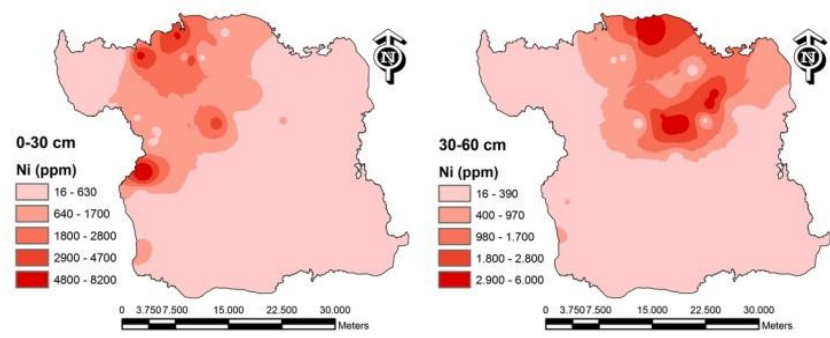 N
0-30 cm
Ni (ppm)
16 - 630
640 - 1700
1800 - 2800
2900 - 4700
4800 - 8200
0 3.750 7.500 15.000 22.500 30.000
Meters
N
30-60 cm
Ni (ppm)
16 - 390
400 - 970
980 - 1.700
1.800 - 2.800
2.900 - 6.000
0 3.750 7.500 15.000 22.500 30.000
Meters